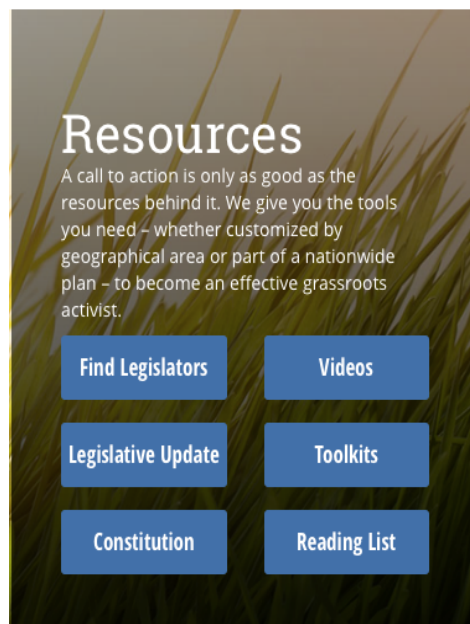 Resources
A call to action is only as good as the
resources behind it. We give you the tools
you need – whether customized by
geographical area or part of a nationwide
plan – to become an effective grassroots
activist.
Find Legislators
Videos
Legislative Update
Toolkits
Constitution
Reading List